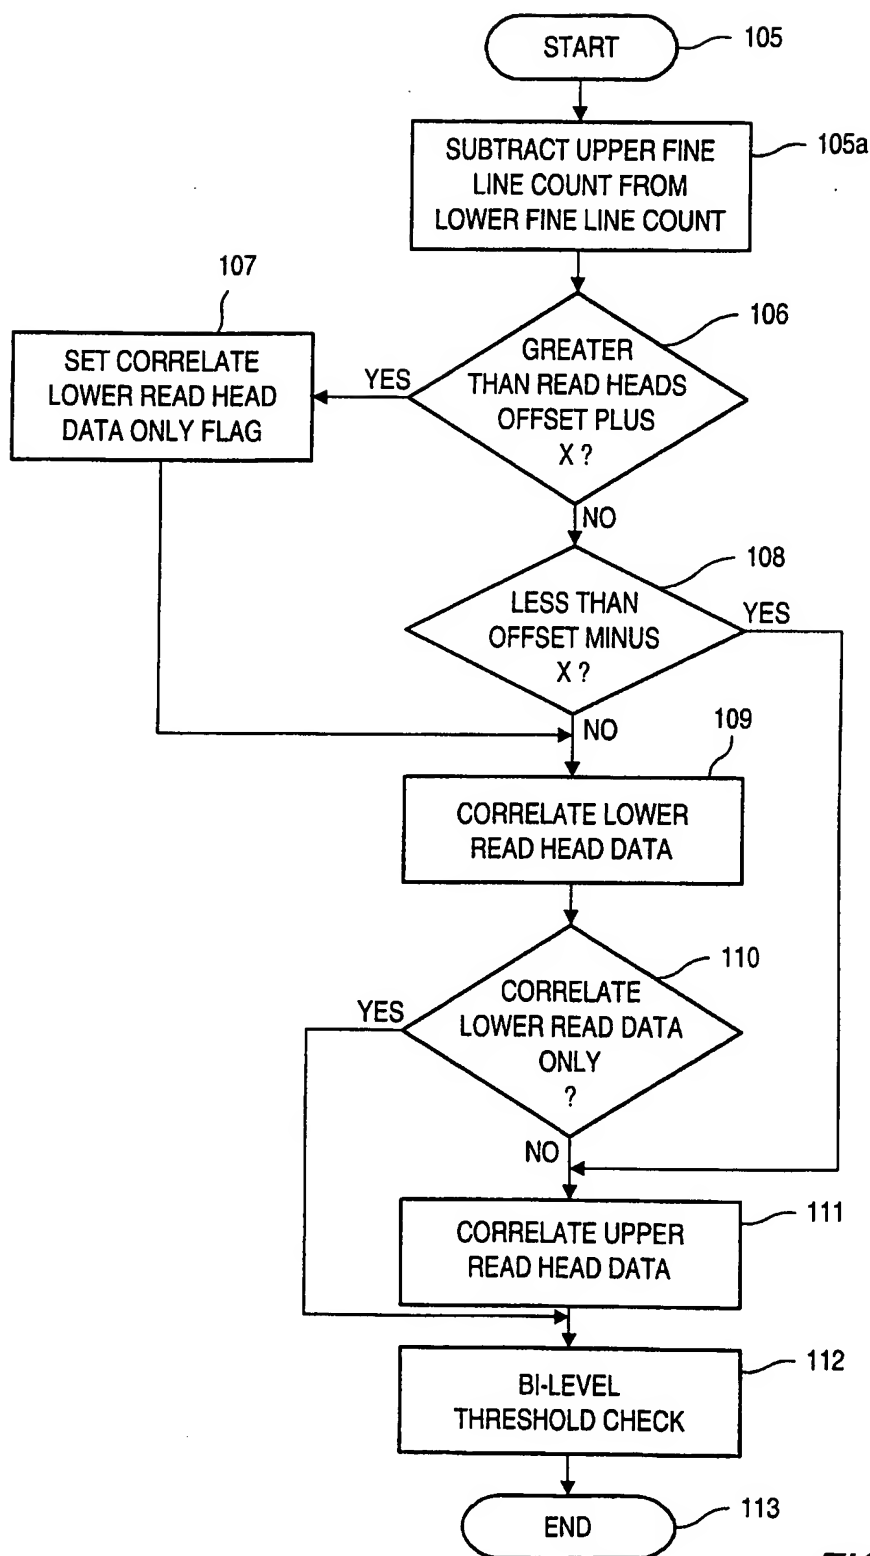 START
105
SUBTRACT UPPER FINE
LINE COUNT FROM
LOWER FINE LINE COUNT
105a
107
SET CORRELATE
LOWER READ HEAD
DATA ONLY FLAG
YES
GREATER
THAN READ HEADS
OFFSET PLUS
X ?
106
NO
LESS THAN
OFFSET MINUS
X ?
108
YES
NO
109
CORRELATE LOWER
READ HEAD DATA
YES
CORRELATE
LOWER READ DATA
ONLY
?
110
NO
CORRELATE UPPER
READ HEAD DATA
111
BI-LEVEL
THRESHOLD CHECK
112
END
113